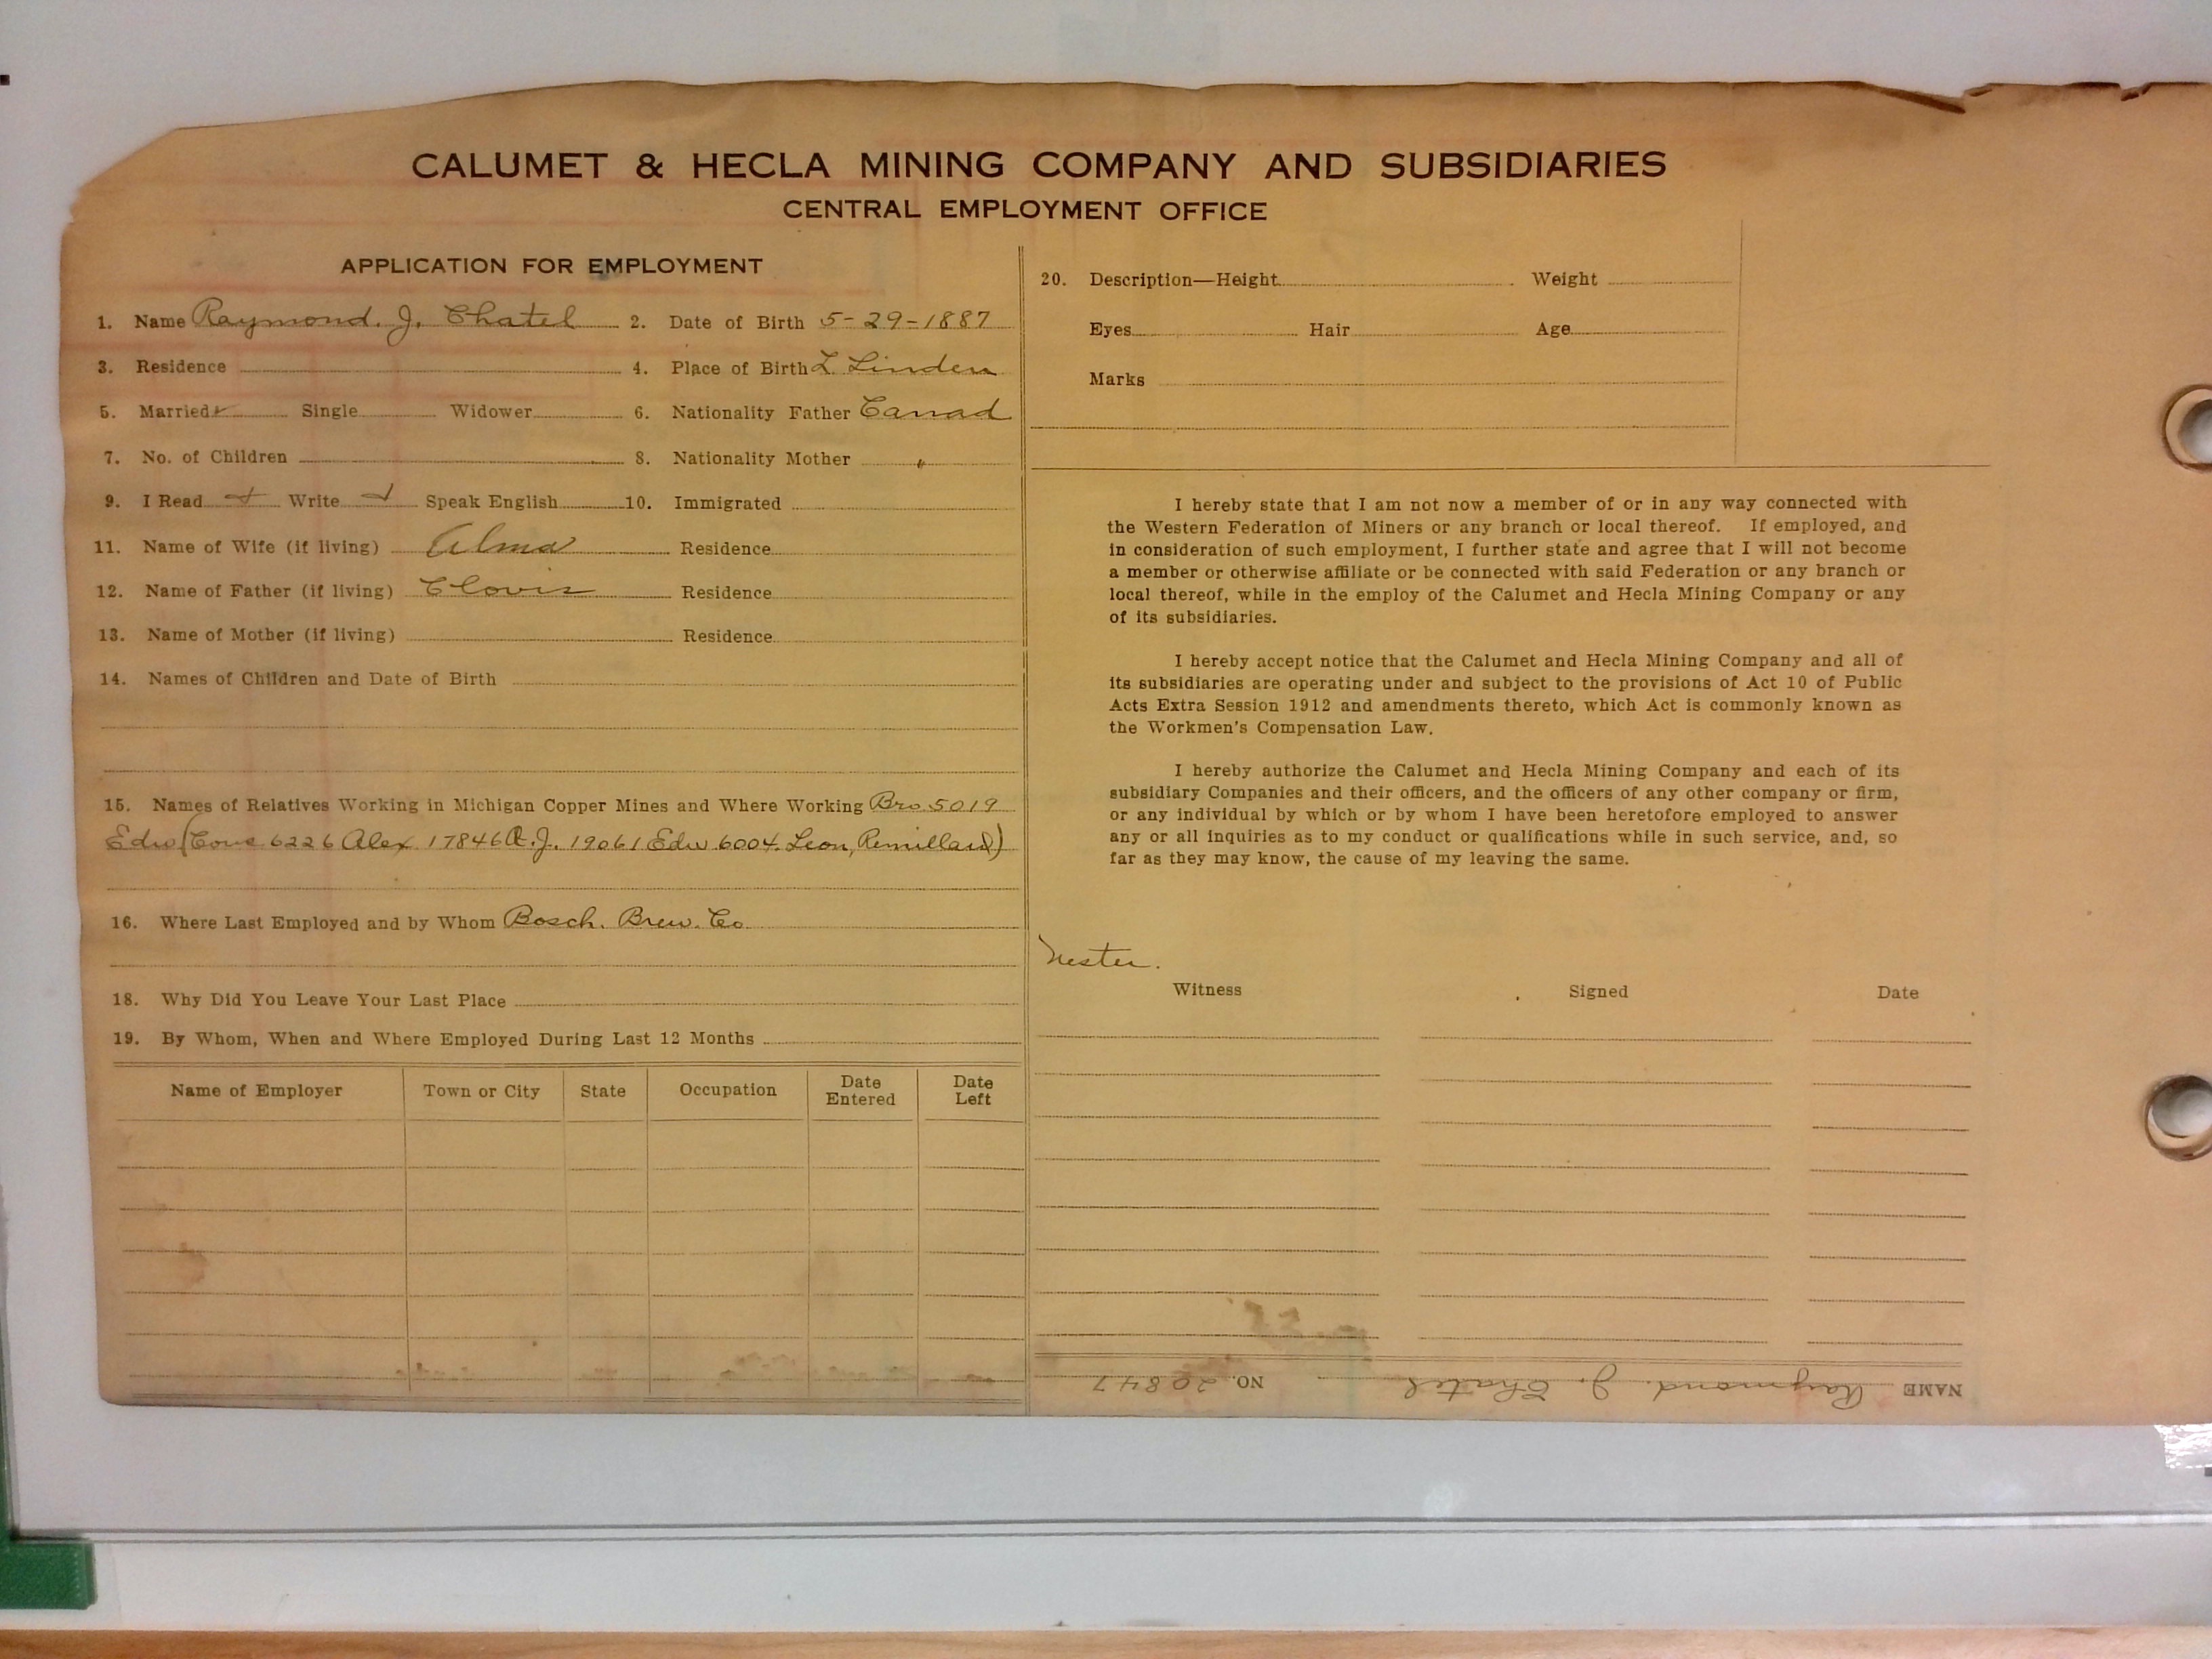 CALUMET & HECLA MINING COMPANY AND SUBSIDIARIES
CENTRAL EMPLOYMENT OFFICE
APPLICATION FOR EMPLOYMENT
1. Name Raymond. J. Chatel 2. Date of Birth 5-29-1887
3. Residence 4. Place of Birth L. Linden
5. Married ✓ Single Widower 6. Nationality Father Canad
7. No. of Children 8. Nationality Mother "
9. I Read Write Speak English 10. Immigrated
11. Name of Wife (if living) Alma Residence
12. Name of Father (if living) Clovis Residence
13. Name of Mother (if living) Residence
14. Names of Children and Date of Birth
15. Names of Relatives Working in Michigan Copper Mines and Where Working Bro 5019
Edw (Cous 6226 Alex 17846 A.J. 19061 Edw 6004. Leon, Remillard)
16. Where Last Employed and by Whom Bosch. Brew. Co.
18. Why Did You Leave Your Last Place
19. By Whom, When and Where Employed During Last 12 Months
Name of Employer Town or City State Occupation Date Entered Date Left
20. Description—Height Weight
Eyes Hair Age
Marks
I hereby state that I am not now a member of or in any way connected with
the Western Federation of Miners or any branch or local thereof. If employed, and
in consideration of such employment, I further state and agree that I will not become
a member or otherwise affiliate or be connected with said Federation or any branch or
local thereof, while in the employ of the Calumet and Hecla Mining Company or any
of its subsidiaries.
I hereby accept notice that the Calumet and Hecla Mining Company and all of
its subsidiaries are operating under and subject to the provisions of Act 10 of Public
Acts Extra Session 1912 and amendments thereto, which Act is commonly known as
the Workmen's Compensation Law.
I hereby authorize the Calumet and Hecla Mining Company and each of its
subsidiary Companies and their officers, and the officers of any other company or firm,
or any individual by which or by whom I have been heretofore employed to answer
any or all inquiries as to my conduct or qualifications while in such service, and, so
far as they may know, the cause of my leaving the same.
Nester.
Witness Signed Date
NAME Raymond. J. Chatel NO. 20847